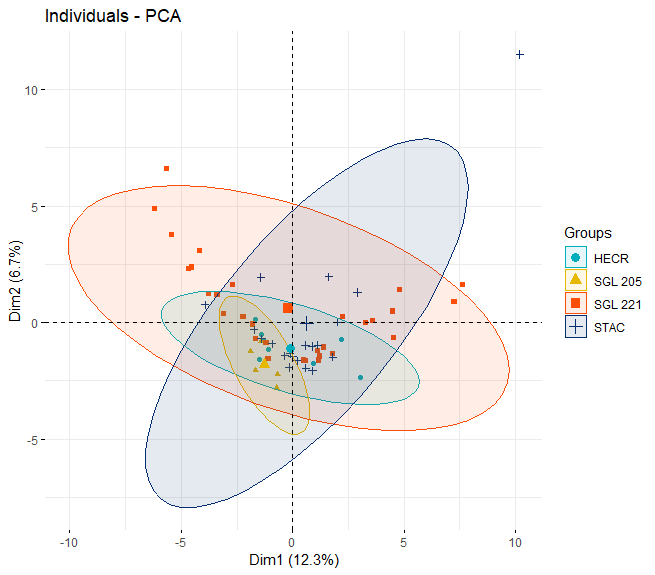 Individuals - PCA
10
5
0
-5
Dim2 (6.7%)
-10
-5
0
5
10
Dim1 (12.3%)
Groups
HECR
SGL 205
SGL 221
STAC